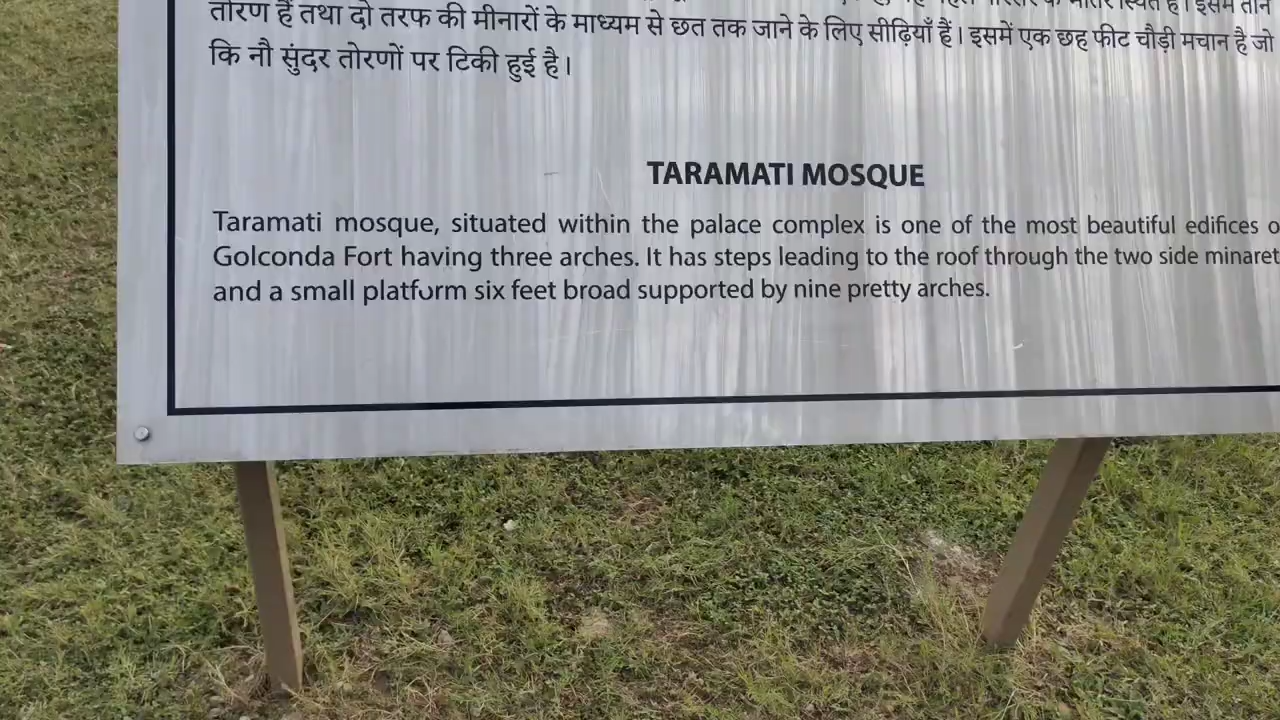 स्थित है। इसमें तीन
तोरण हैं तथा दो तरफ की मीनारों के माध्यम से छत तक जाने के लिए सीढ़ियाँ हैं। इसमें एक छह फीट चौड़ी मचान है जो
कि नौ सुंदर तोरणों पर टिकी हुई है।
TARAMATI MOSQUE
Taramati mosque, situated within the palace complex is one of the most beautiful edifices o
Golconda Fort having three arches. It has steps leading to the roof through the two side minaret
and a small platform six feet broad supported by nine pretty arches.